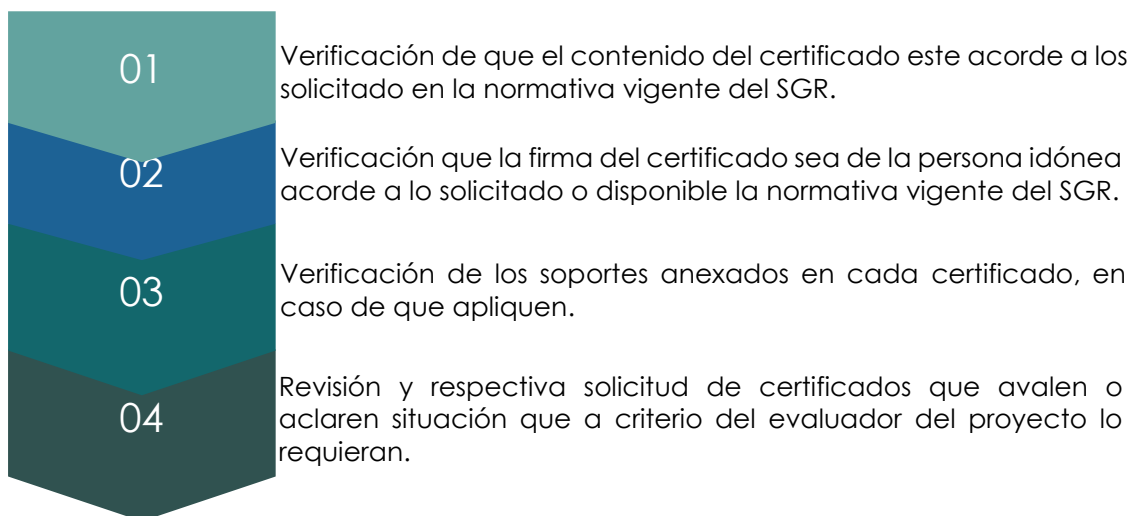 01
Verificación de que el contenido del certificado este acorde a los
solicitado en la normativa vigente del SGR.
02
Verificación que la firma del certificado sea de la persona idónea
acorde a lo solicitado o disponible la normativa vigente del SGR.
03
Verificación de los soportes anexados en cada certificado, en
caso de que apliquen.
04
Revisión y respectiva solicitud de certificados que avalen o
aclaren situación que a criterio del evaluador del proyecto lo
requieran.